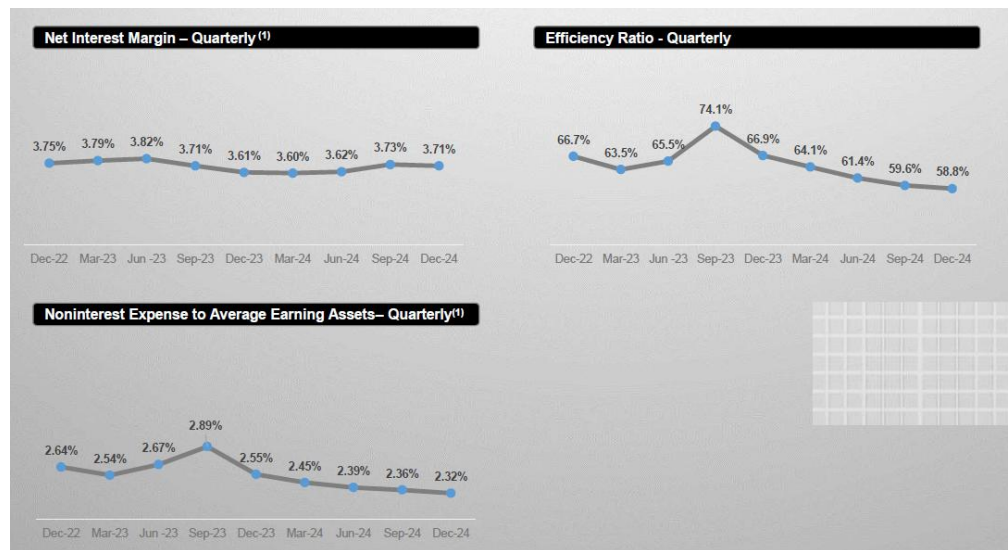 Net Interest Margin – Quarterly (1)
3.75% 3.79% 3.82% 3.71% 3.61% 3.60% 3.62% 3.73% 3.71%
Dec-22 Mar-23 Jun -23 Sep-23 Dec-23 Mar-24 Jun-24 Sep-24 Dec-24
Efficiency Ratio - Quarterly
66.7% 63.5% 65.5% 74.1% 66.9% 64.1% 61.4% 59.6% 58.8%
Dec-22 Mar-23 Jun-23 Sep-23 Dec-23 Mar-24 Jun-24 Sep-24 Dec-24
Noninterest Expense to Average Earning Assets– Quarterly(1)
2.64% 2.54% 2.67% 2.89% 2.55% 2.45% 2.39% 2.36% 2.32%
Dec-22 Mar-23 Jun -23 Sep-23 Dec-23 Mar-24 Jun-24 Sep-24 Dec-24